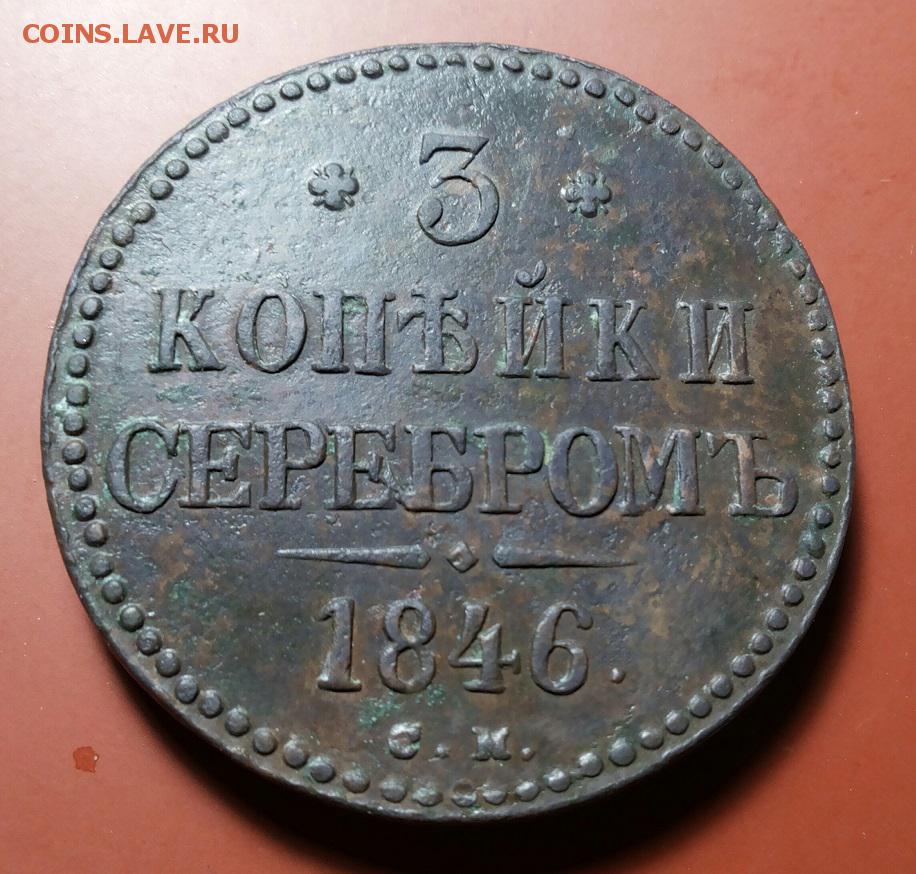 COINS.LAVE.RU
3
КОПѢЙКИ
СЕРЕБРОМЪ
1846.
С. М.